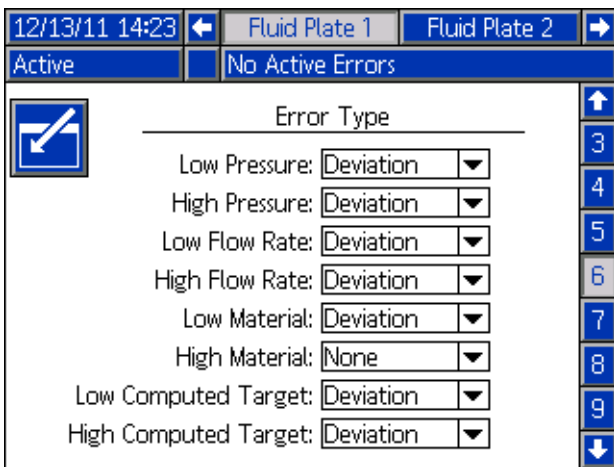 12/13/11 14:23 Fluid Plate 1 Fluid Plate 2
Active No Active Errors
Error Type
Low Pressure: Deviation
High Pressure: Deviation
Low Flow Rate: Deviation
High Flow Rate: Deviation
Low Material: Deviation
High Material: None
Low Computed Target: Deviation
High Computed Target: Deviation
3
4
5
6
7
8
9